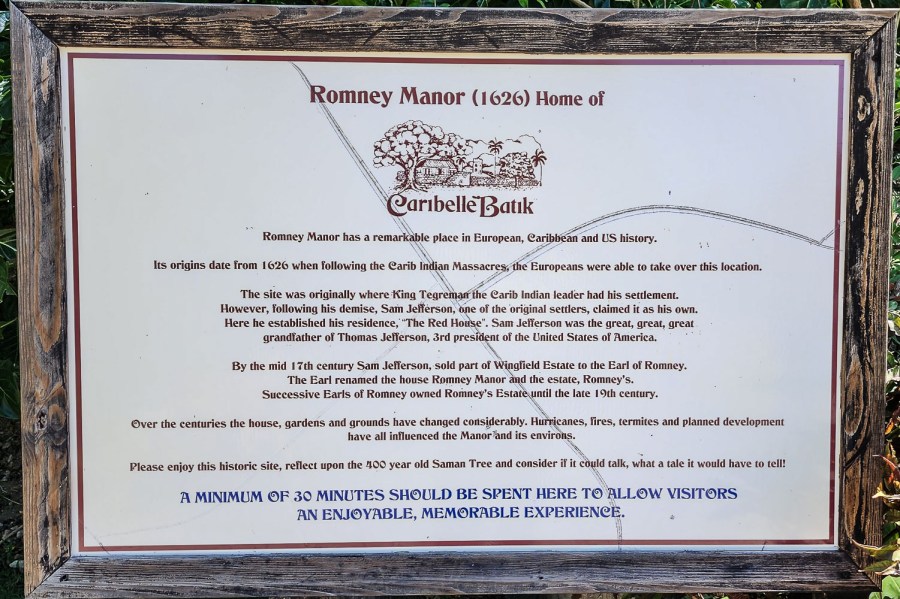 Romney Manor (1626) Home of
Caribelle Batik
Romney Manor has a remarkable place in European, Caribbean and US history.
Its origins date from 1626 when following the Carib Indian Massacres, the Europeans were able to take over this location.
The site was originally where King Tegreman the Carib Indian leader had his settlement.
However, following his demise, Sam Jefferson, one of the original settlers, claimed it as his own.
Here he established his residence, "The Red House". Sam Jefferson was the great, great, great
grandfather of Thomas Jefferson, 3rd president of the United States of America.
By the mid 17th century Sam Jefferson, sold part of Wingfield Estate to the Earl of Romney.
The Earl renamed the house Romney Manor and the estate, Romney's.
Successive Earls of Romney owned Romney's Estate until the late 19th century.
Over the centuries the house, gardens and grounds have changed considerably. Hurricanes, fires, termites and planned development
have all influenced the Manor and its environs.
Please enjoy this historic site, reflect upon the 400 year old Saman Tree and consider if it could talk, what a tale it would have to tell!
A MINIMUM OF 30 MINUTES SHOULD BE SPENT HERE TO ALLOW VISITORS
AN ENJOYABLE, MEMORABLE EXPERIENCE.